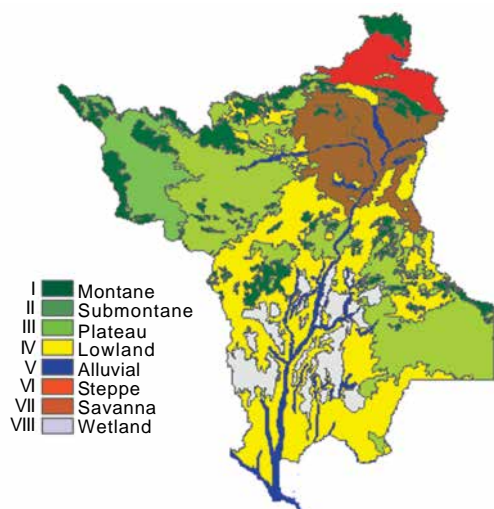 I Montane
II Submontane
III Plateau
IV Lowland
V Alluvial
VI Steppe
VII Savanna
VIII Wetland